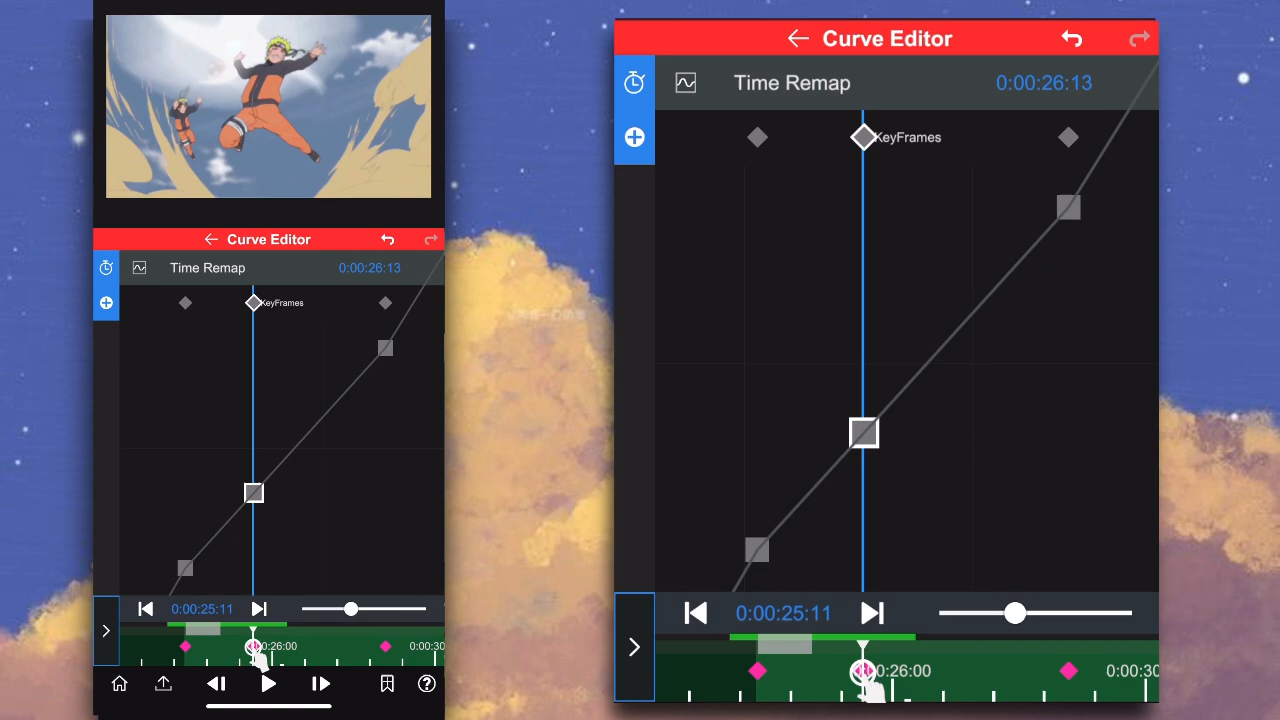 Curve Editor
Time Remap
0:00:26:13
KeyFrames
0:00:25:11
0:26:00
0:00:30
Curve Editor
Time Remap
0:00:26:13
KeyFrames
0:00:25:11
0:26:00
0:00:30